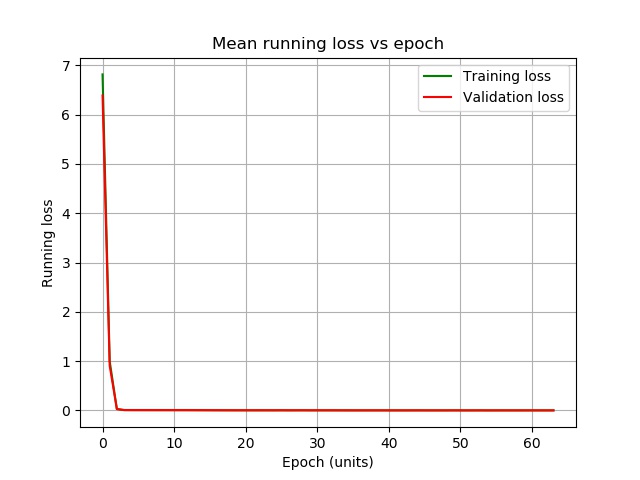 Mean running loss vs epoch
Training loss
Validation loss
Running loss
7
6
5
4
3
2
1
0
0 10 20 30 40 50 60
Epoch (units)